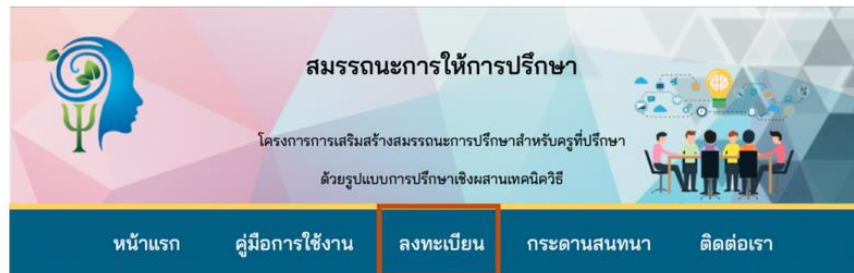 สมรรถนะการให้การปรึกษา
โครงการการเสริมสร้างสมรรถนะการปรึกษาสำหรับครูที่ปรึกษา
ด้วยรูปแบบการปรึกษาเชิงผสานเทคนิควิธี
หน้าแรก คู่มือการใช้งาน ลงทะเบียน กระดานสนทนา ติดต่อเรา